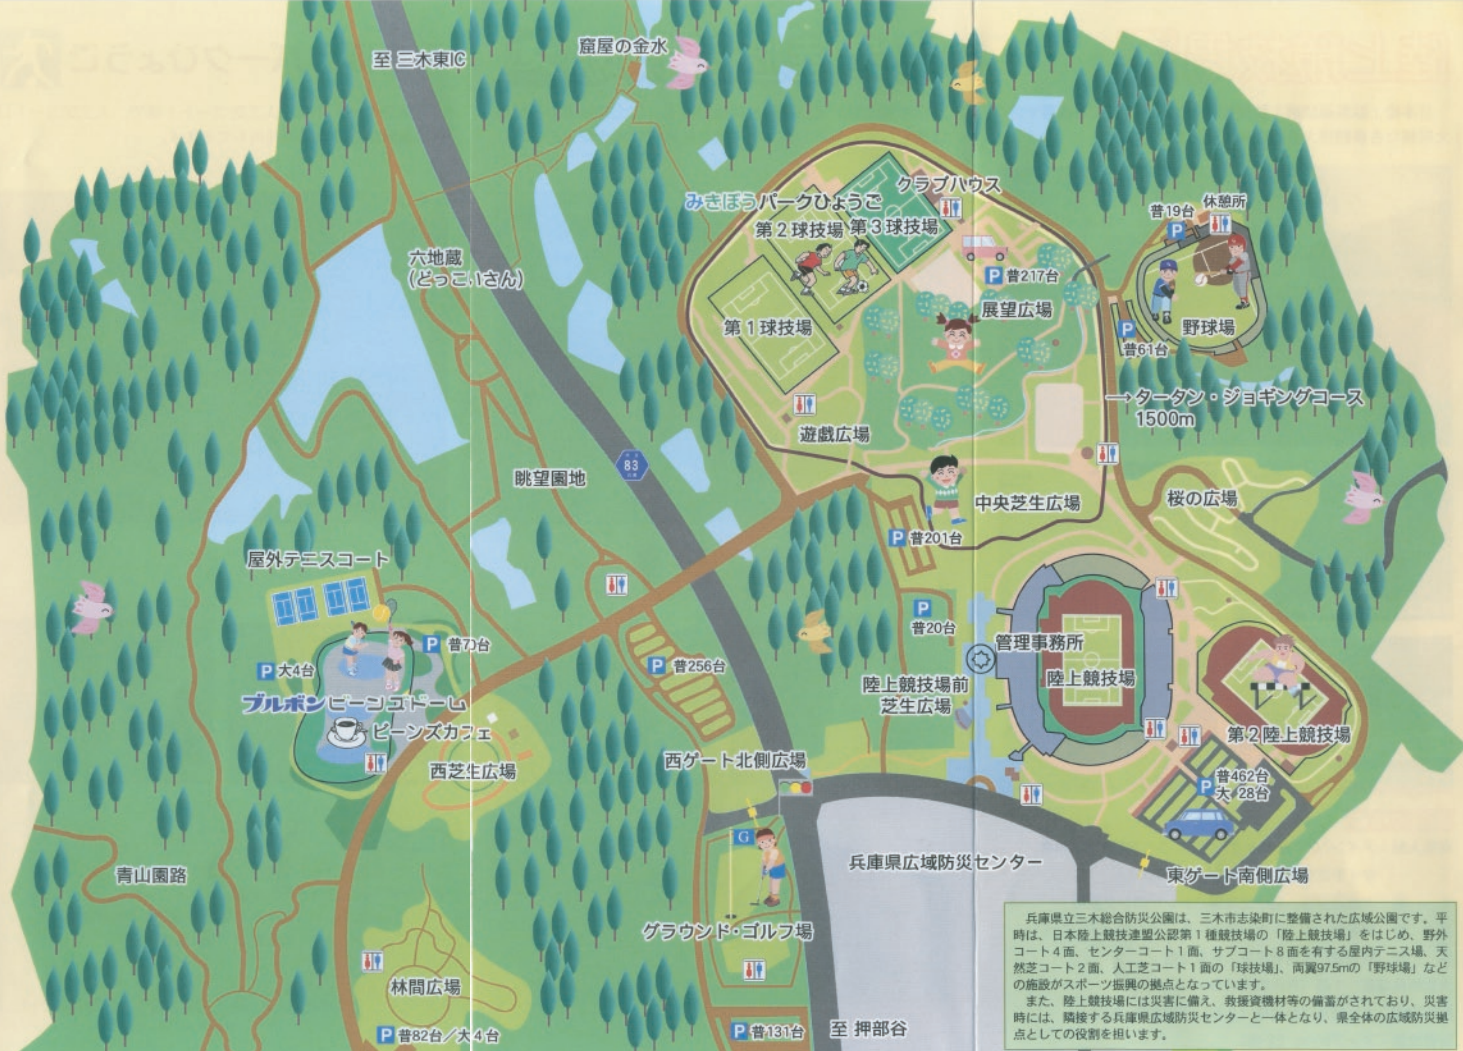 至 三木東IC
窟屋の金水
六地蔵
(どっこいさん)
みきぼうパークひょうご
クラブハウス
第2球技場
第3球技場
第1球技場
P 普217台
展望広場
普19台
P
休憩所
P
普61台
野球場
→タータン・ジョギングコース
1500m
遊戯広場
83
眺望園地
中央芝生広場
桜の広場
P 普201台
屋外テニスコート
P
普20台
管理事務所
陸上競技場前
芝生広場
陸上競技場
第2陸上競技場
P 普70台
P 大4台
P 普256台
ブルボンビーンズドーム
ビーンズカフェ
西芝生広場
西ゲート北側広場
P 普462台
大 28台
G
兵庫県広域防災センター
東ゲート南側広場
青山園路
グラウンド・ゴルフ場
林間広場
P 普82台／大4台
P 普131台
至 押部谷
兵庫県立三木総合防災公園は、三木市志染町に整備された広域公園です。平
時は、日本陸上競技連盟公認第1種競技場の「陸上競技場」をはじめ、野外
コート4面、センターコート1面、サブコート8面を有する屋内テニス場、天
然芝コート2面、人工芝コート1面の「球技場」、両翼97.5mの「野球場」など
の施設がスポーツ振興の拠点となっています。
また、陸上競技場には災害に備え、救援資機材等の備蓄がされており、災害
時には、隣接する兵庫県広域防災センターと一体となり、県全体の広域防災拠
点としての役割を担います。